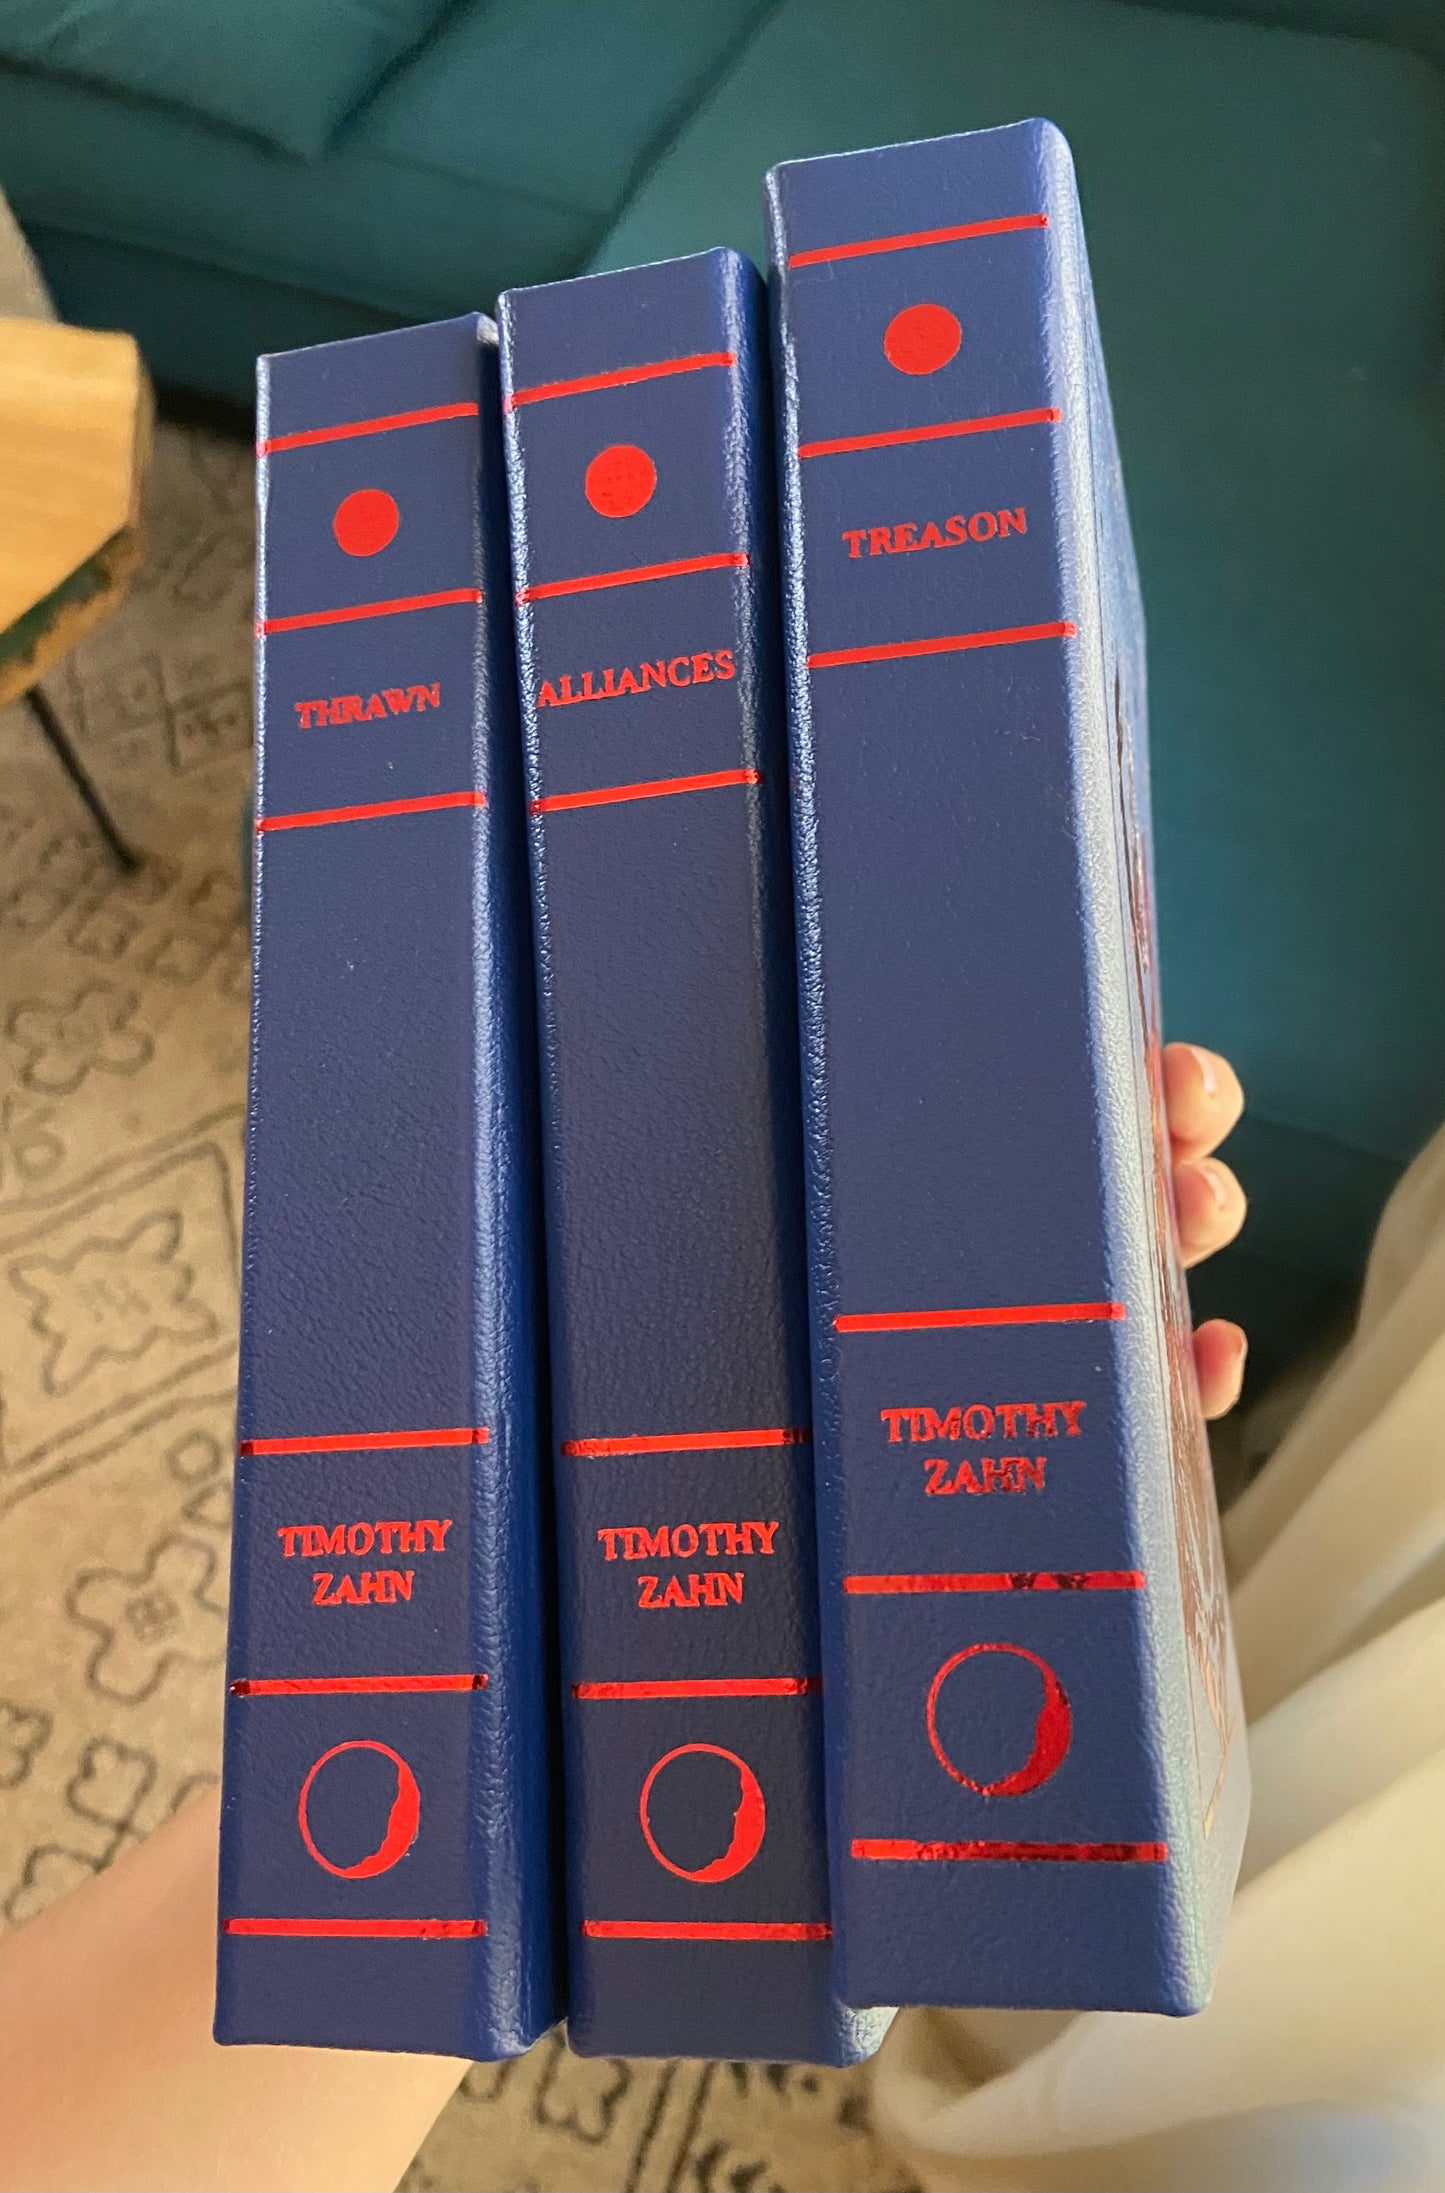 THRAWN
TIMOTHY
ZAHN
ALLIANCES
TIMOTHY
ZAHN
TREASON
TIMOTHY
ZAHN